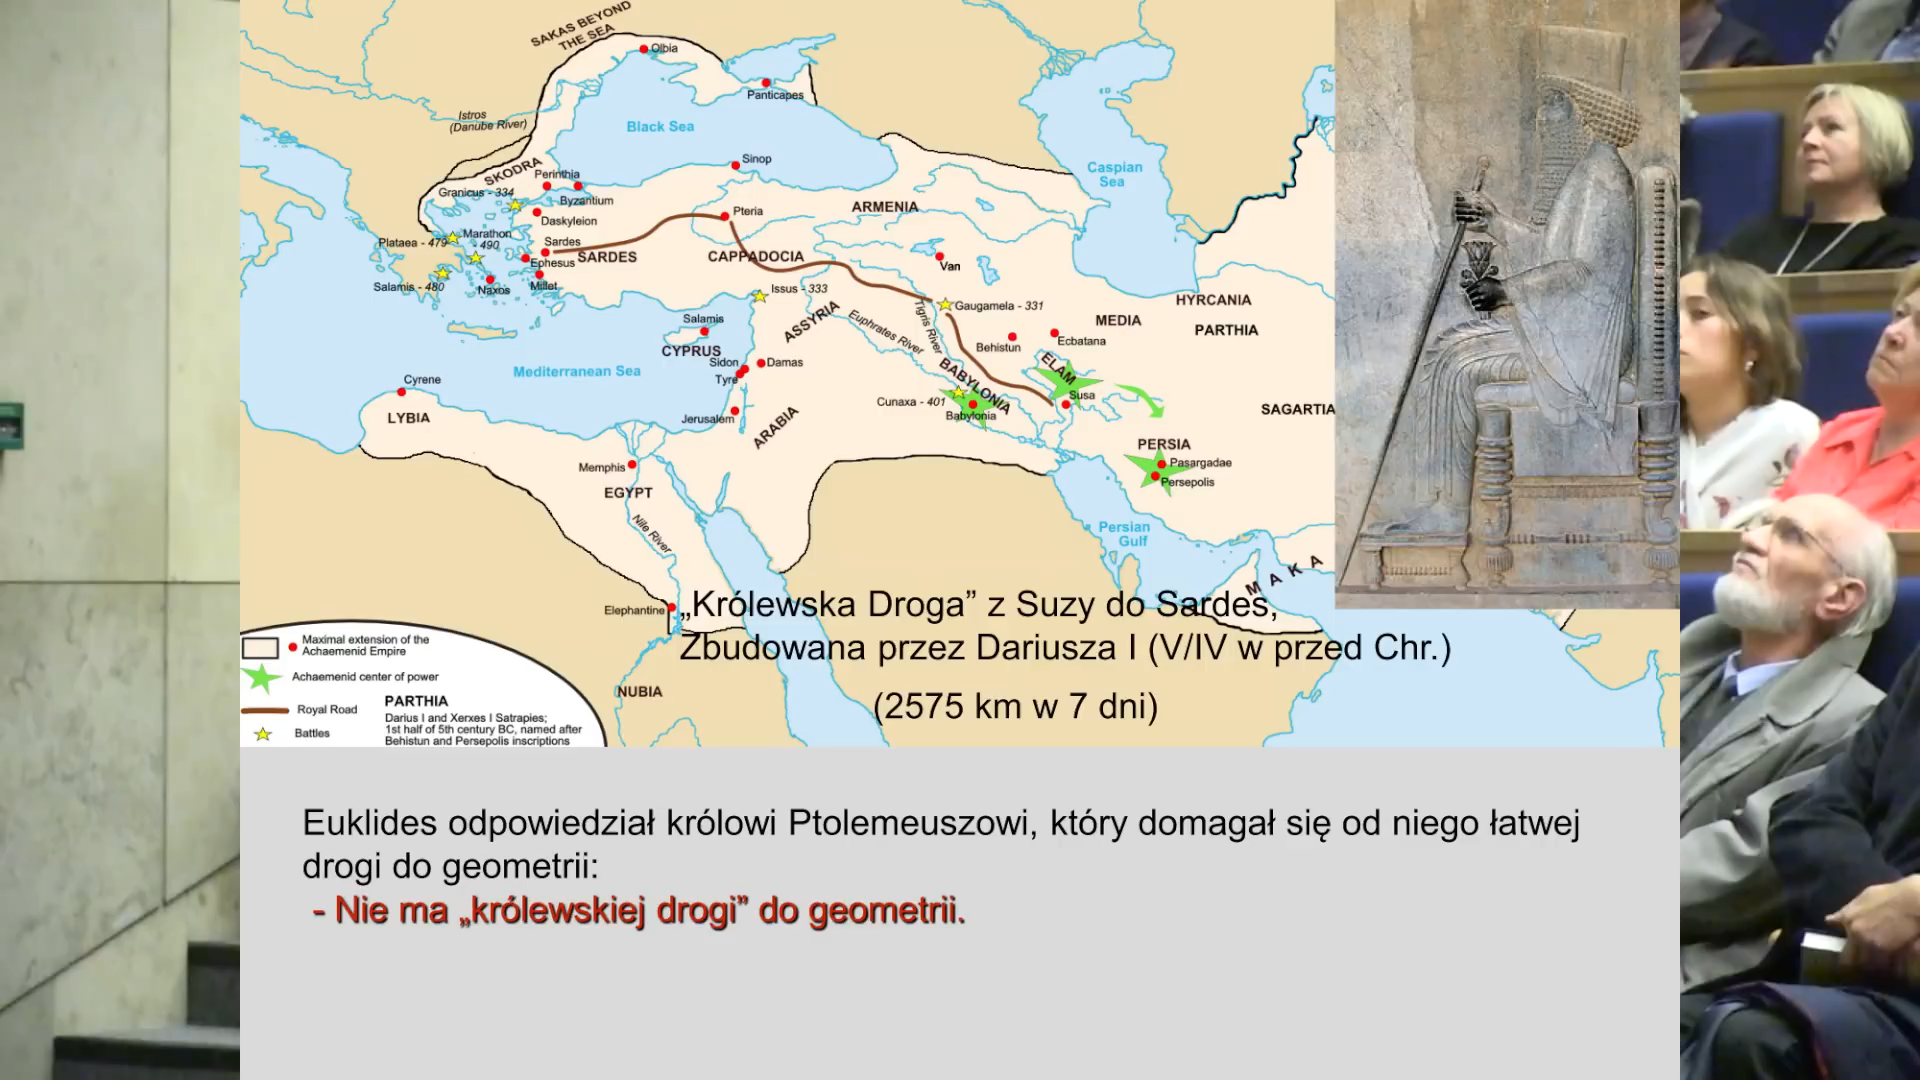 SAKAS BEYOND
THE SEA
Olbia
Panticapes
Istros
(Danube River)
Black Sea
Caspian
Sea
SKODRA
Sinop
Perinthia
Granicus - 334
Byzantium
Daskyleion
Pteria
ARMENIA
Plataea - 479
Marathon
490
Sardes
SARDES
CAPPADOCIA
Ephesus
Van
Salamis - 480
Naxos
Millet
Issus - 333
Gaugamela - 331
HYRCANIA
PARTHIA
MEDIA
ASSYRIA
Euphrates River
Tigris River
Salamis
CYPRUS
Behistun
Ecbatana
ELAM
Sidon
Damas
Tyre
Mediterranean Sea
BABYLONIA
Cyrene
Cunaxa - 401
Babylonia
Susa
LYBIA
Jerusalem
ARABIA
SAGARTIA
PERSIA
Pasargadae
Persepolis
Memphis
EGYPT
Nile River
Persian
Gulf
MAKA
Elephantine
„Królewska Droga” z Suzy do Sardes,
Zbudowana przez Dariusza I (V/IV w przed Chr.)
(2575 km w 7 dni)
NUBIA
Maximal extension of the
Achaemenid Empire
Achaemenid center of power
Royal Road
Battles
PARTHIA
Darius I and Xerxes I Satrapies;
1st half of 5th century BC, named after
Behistun and Persepolis inscriptions
Euklides odpowiedział królowi Ptolemeuszowi, który domagał się od niego łatwej
drogi do geometrii:
- Nie ma „królewskiej drogi” do geometrii.